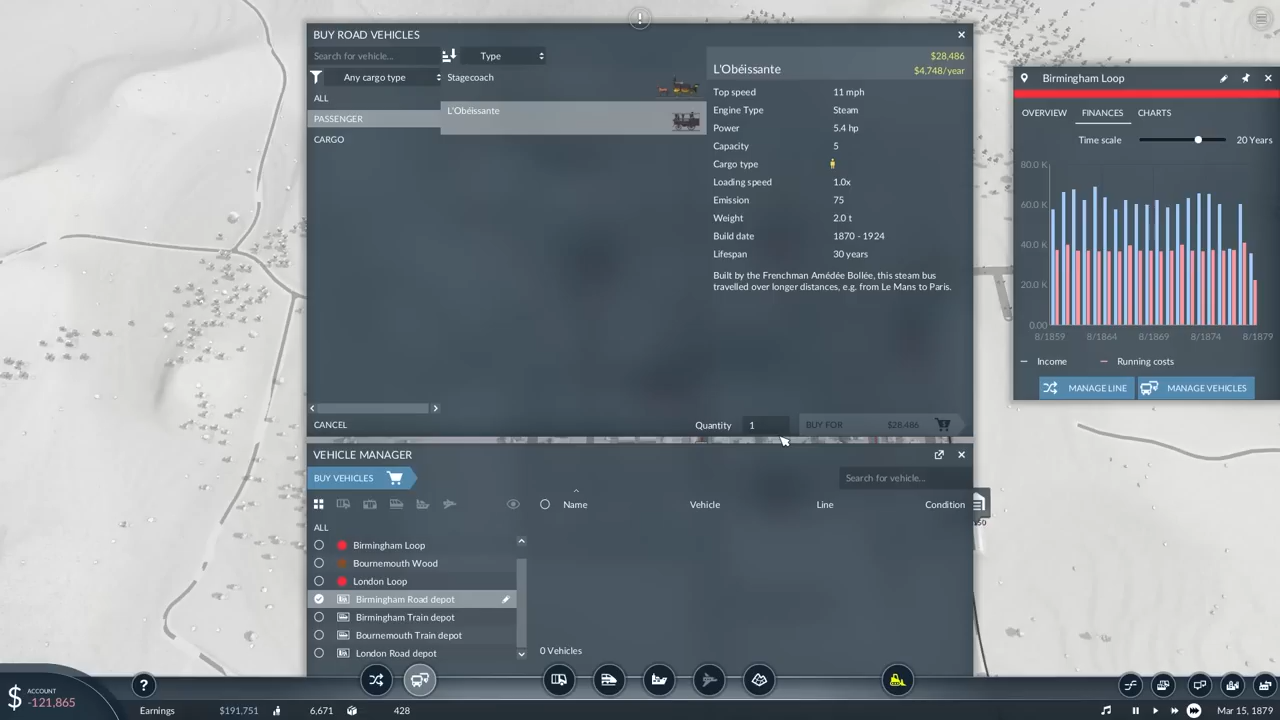 BUY ROAD VEHICLES
Search for vehicle...
Type
Any cargo type
ALL
PASSENGER
CARGO
Stagecoach
L'Obéissante
$28,486
L'Obéissante
$4,748/year
Top speed 11 mph
Engine Type Steam
Power 5.4 hp
Capacity 5
Cargo type
Loading speed 1.0x
Emission 75
Weight 2.0 t
Build date 1870 - 1924
Lifespan 30 years
Built by the Frenchman Amédée Bollée, this steam bus
travelled over longer distances, e.g. from Le Mans to Paris.
CANCEL
Quantity 1
BUY FOR $28,486
Birmingham Loop
OVERVIEW FINANCES CHARTS
Time scale 20 Years
80.0 K
60.0 K
40.0 K
20.0 K
0.00
8/1859 8/1864 8/1869 8/1874 8/1879
Income Running costs
MANAGE LINE MANAGE VEHICLES
VEHICLE MANAGER
BUY VEHICLES
Search for vehicle...
Name Vehicle Line Condition
ALL
Birmingham Loop
Bournemouth Wood
London Loop
Birmingham Road depot
Birmingham Train depot
Bournemouth Train depot
London Road depot
0 Vehicles
ACCOUNT
-121,865
Earnings $191,751 6,671 428
Mar 15, 1879